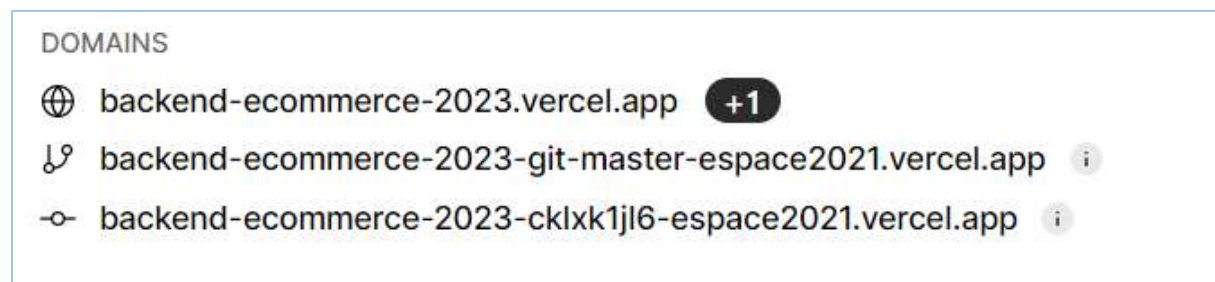 DOMAINS
backend-ecommerce-2023.vercel.app +1
backend-ecommerce-2023-git-master-espace2021.vercel.app i
backend-ecommerce-2023-cklxk1jl6-espace2021.vercel.app i